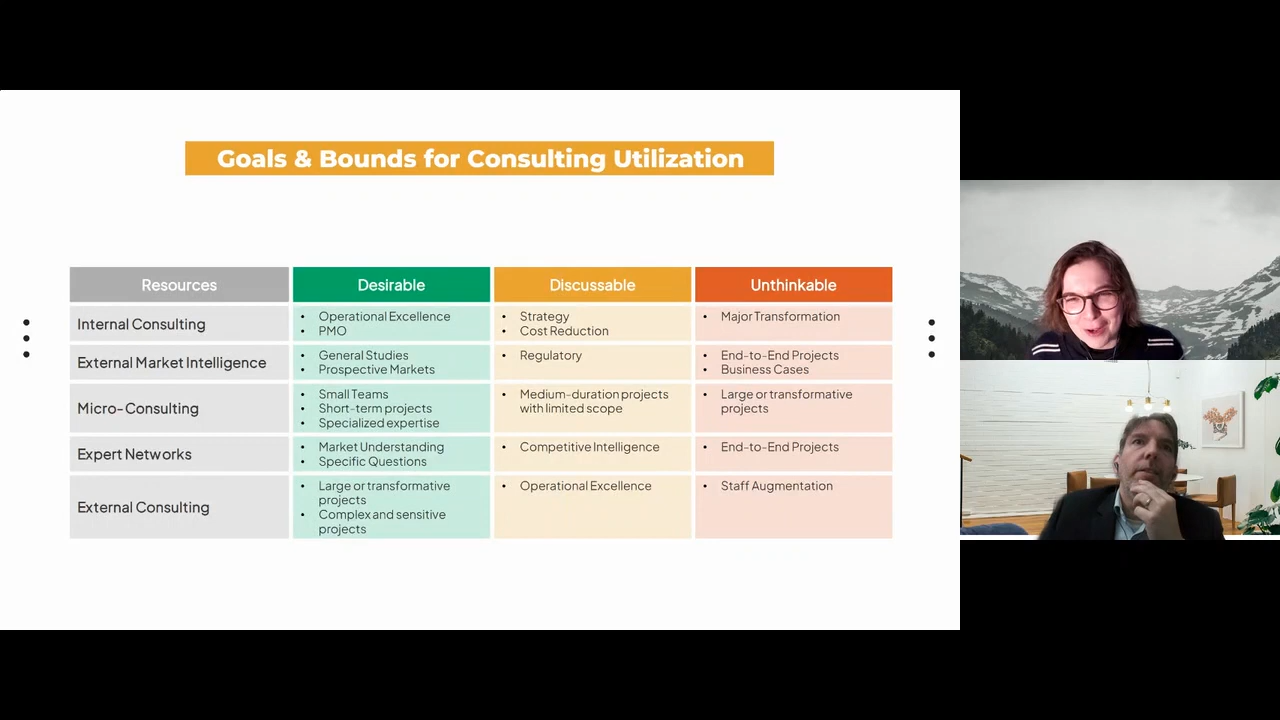 Goals & Bounds for Consulting Utilization
Resources
Desirable
Discussable
Unthinkable
Internal Consulting
• Operational Excellence
• PMO
• Strategy
• Cost Reduction
• Major Transformation
External Market Intelligence
• General Studies
• Prospective Markets
• Regulatory
• End-to-End Projects
• Business Cases
Micro-Consulting
• Small Teams
• Short-term projects
• Specialized expertise
• Medium-duration projects
with limited scope
• Large or transformative
projects
Expert Networks
• Market Understanding
• Specific Questions
• Competitive Intelligence
• End-to-End Projects
External Consulting
• Large or transformative
projects
• Complex and sensitive
projects
• Operational Excellence
• Staff Augmentation